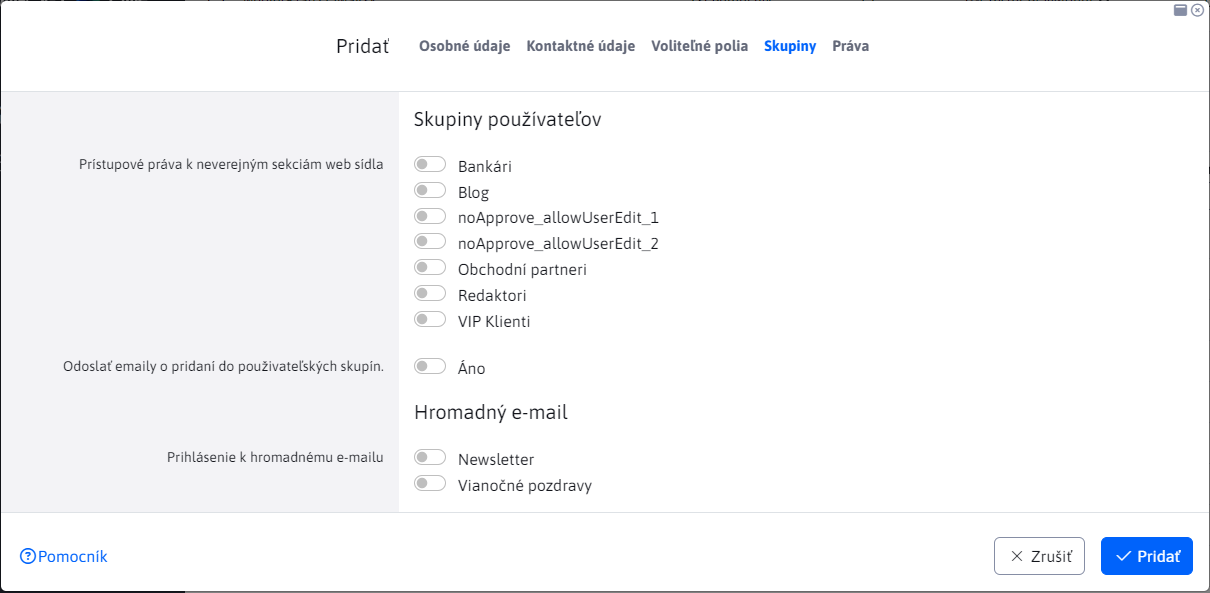 Pridať
Osobné údaje
Kontaktné údaje
Voliteľné polia
Skupiny
Práva
Skupiny používateľov
Prístupové práva k neverejným sekciám web sídla
Bankári
Blog
noApprove_allowUserEdit_1
noApprove_allowUserEdit_2
Obchodní partneri
Redaktori
VIP Klienti
Odoslať emaily o pridaní do použivateľských skupín.
Áno
Hromadný e-mail
Prihlásenie k hromadnému e-mailu
Newsletter
Vianočné pozdravy
Pomocník
Zrušiť
Pridať